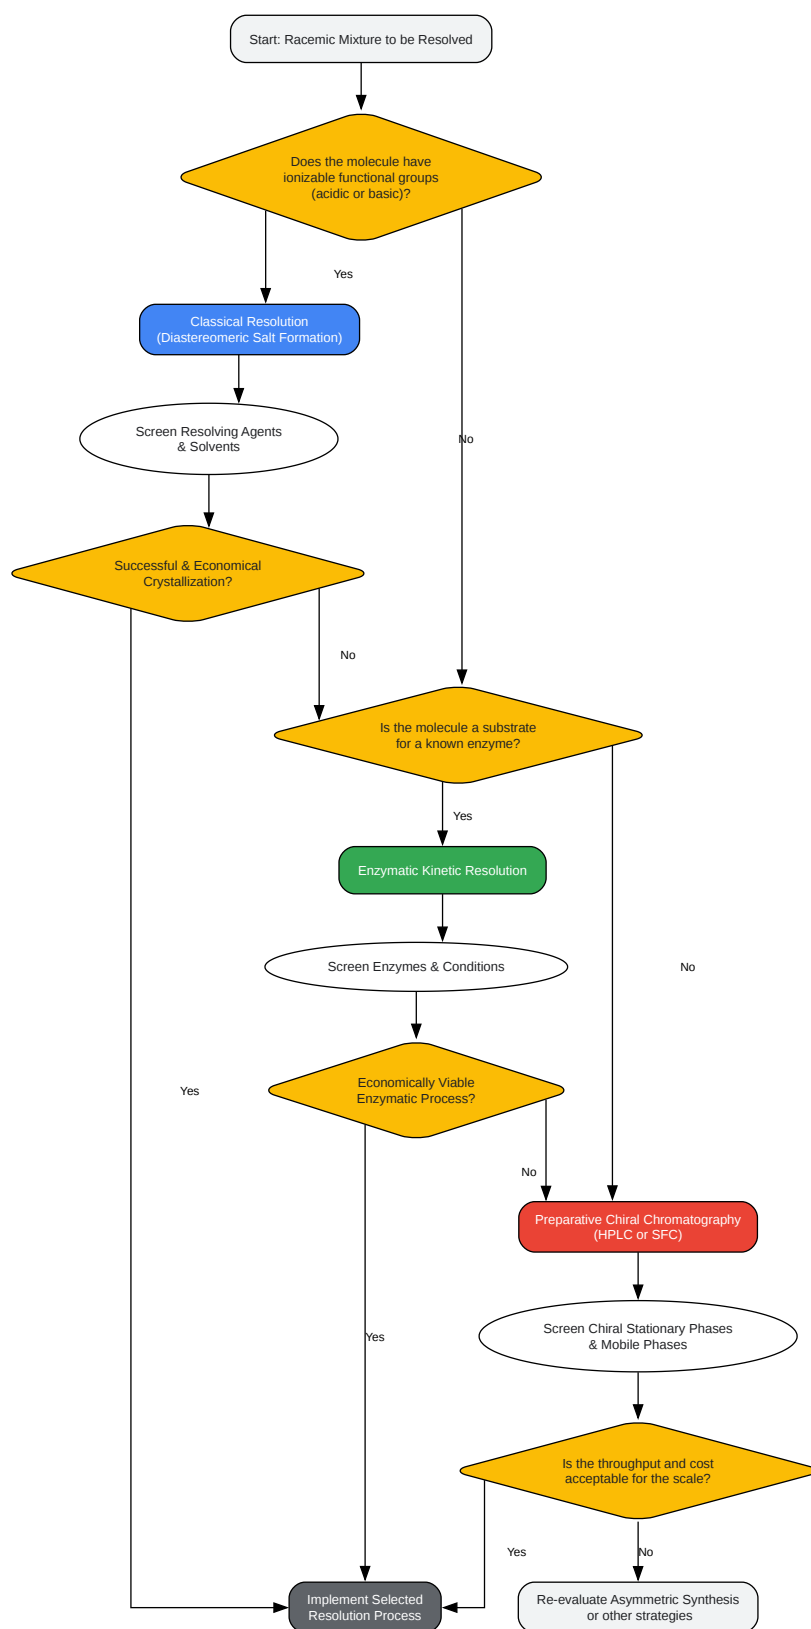 Start: Racemic Mixture to be Resolved
Does the molecule have
ionizable functional groups
(acidic or basic)?
Yes
Classical Resolution
(Diastereomeric Salt Formation)
Screen Resolving Agents
& Solvents
No
Successful & Economical
Crystallization?
No
Is the molecule a substrate
for a known enzyme?
Yes
Enzymatic Kinetic Resolution
Screen Enzymes & Conditions
No
Economically Viable
Enzymatic Process?
Yes
No
Preparative Chiral Chromatography
(HPLC or SFC)
Screen Chiral Stationary Phases
& Mobile Phases
Yes
Is the throughput and cost
acceptable for the scale?
Yes
No
Implement Selected
Resolution Process
Re-evaluate Asymmetric Synthesis
or other strategies